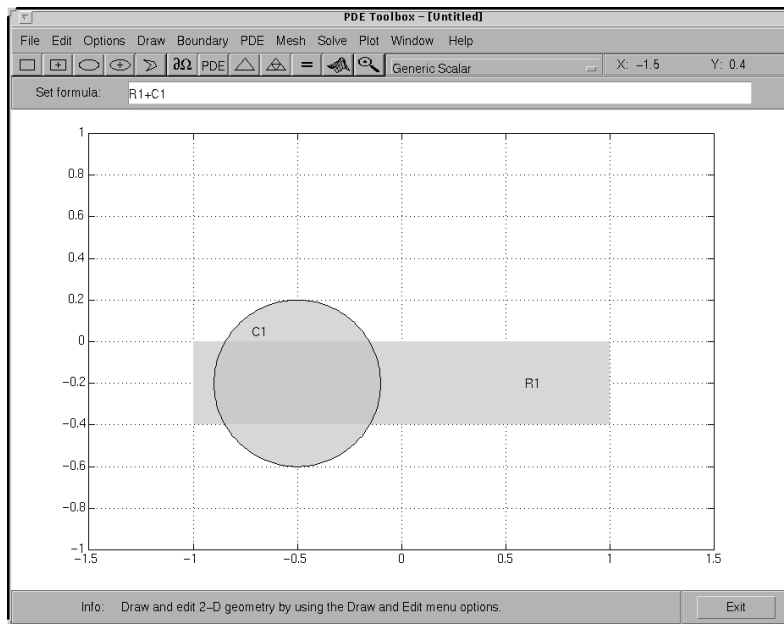 PDE Toolbox – [Untitled]
File Edit Options Draw Boundary PDE Mesh Solve Plot Window Help
∂Ω PDE = Generic Scalar X: −1.5 Y: 0.4
Set formula: R1+C1
1
0.8
0.6
0.4
0.2
0
−0.2
−0.4
−0.6
−0.8
−1
C1
R1
−1.5 −1 −0.5 0 0.5 1 1.5
Info: Draw and edit 2−D geometry by using the Draw and Edit menu options. Exit